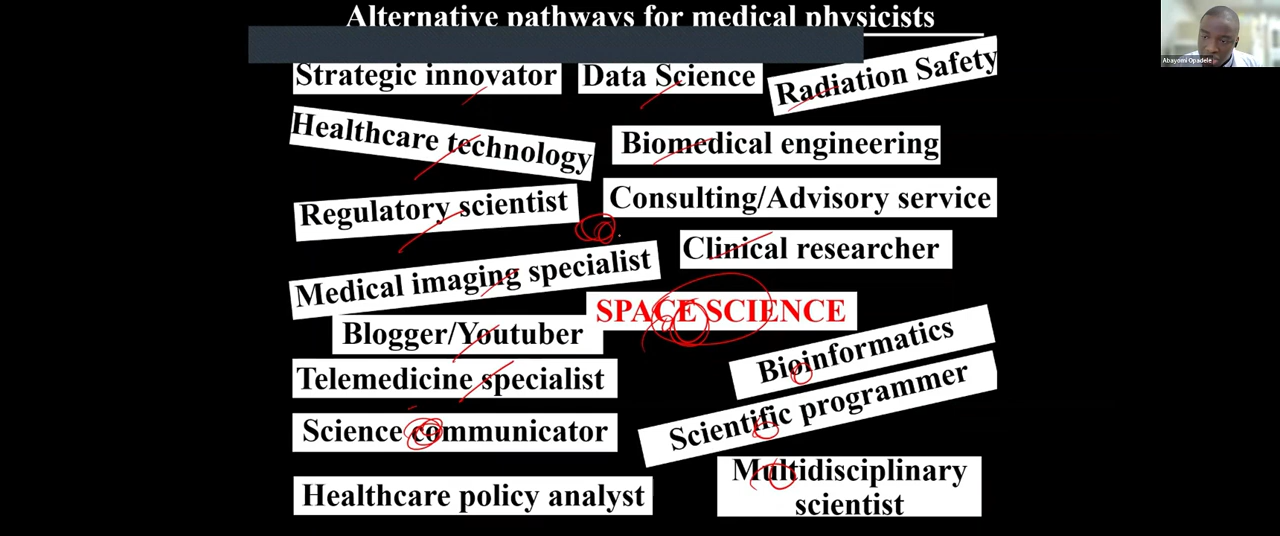 Alternative pathways for medical physicists
Strategic innovator
Data Science
Radiation Safety
Healthcare technology
Biomedical engineering
Regulatory scientist
Consulting/Advisory service
Clinical researcher
Medical imaging specialist
SPACE SCIENCE
Blogger/Youtuber
Bioinformatics
Telemedicine specialist
Scientific programmer
Science communicator
Multidisciplinary
scientist
Healthcare policy analyst
Abayomi Opadele